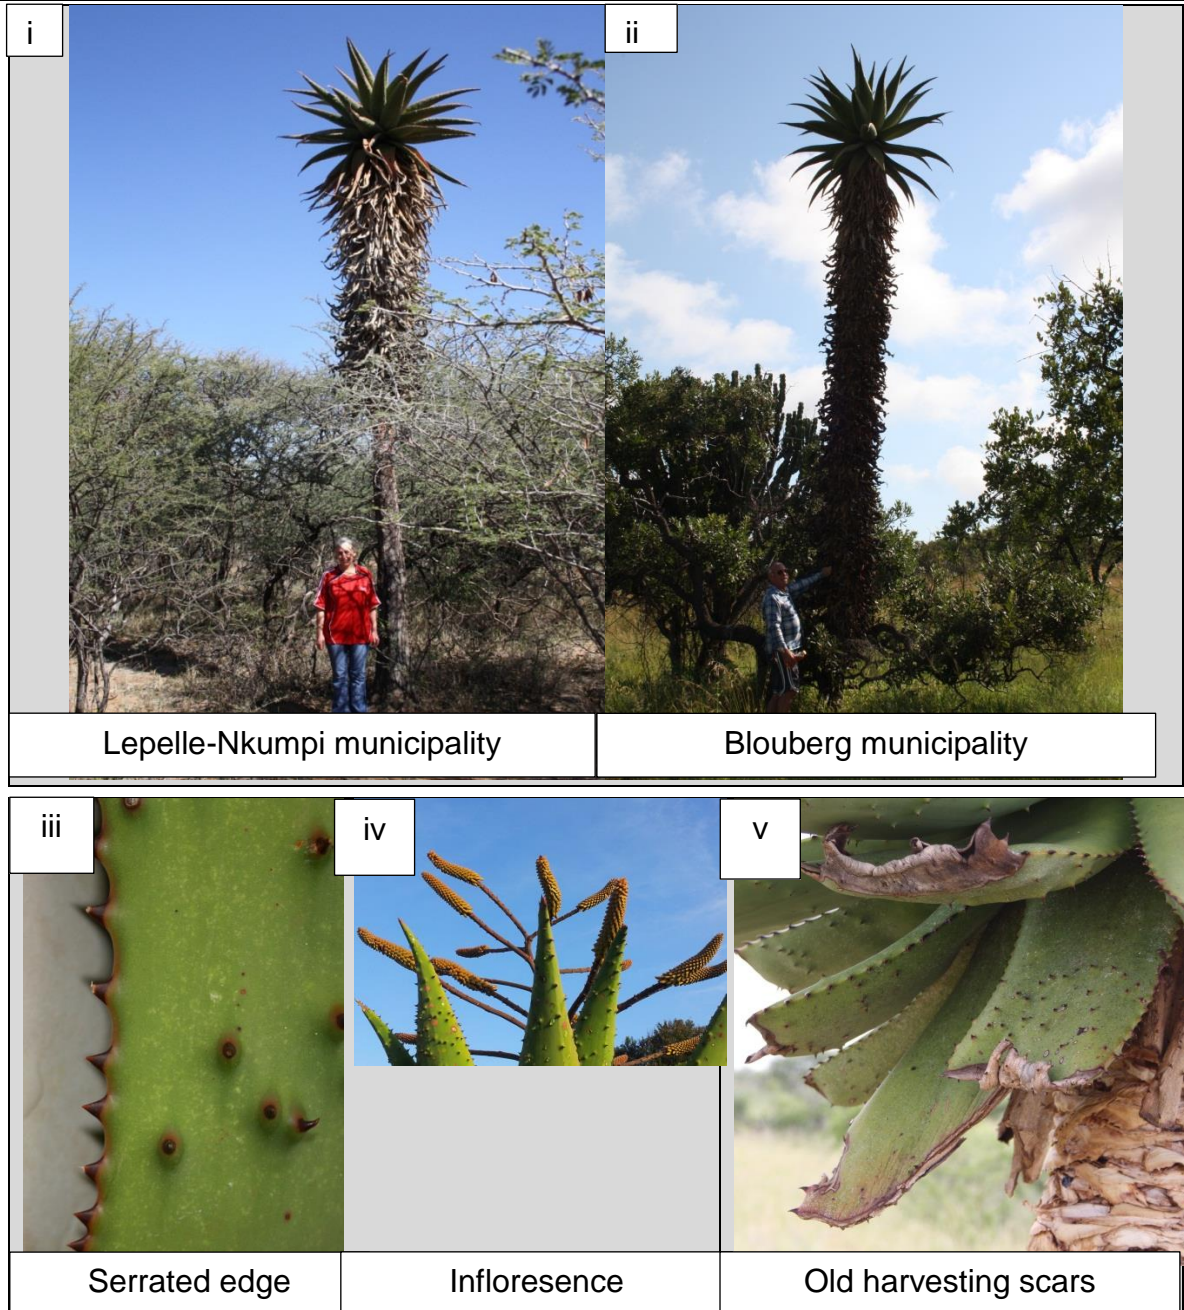 i
ii
Lepelle-Nkumpi municipality
Blouberg municipality
iii
iv
v
Serrated edge
Infloresence
Old harvesting scars